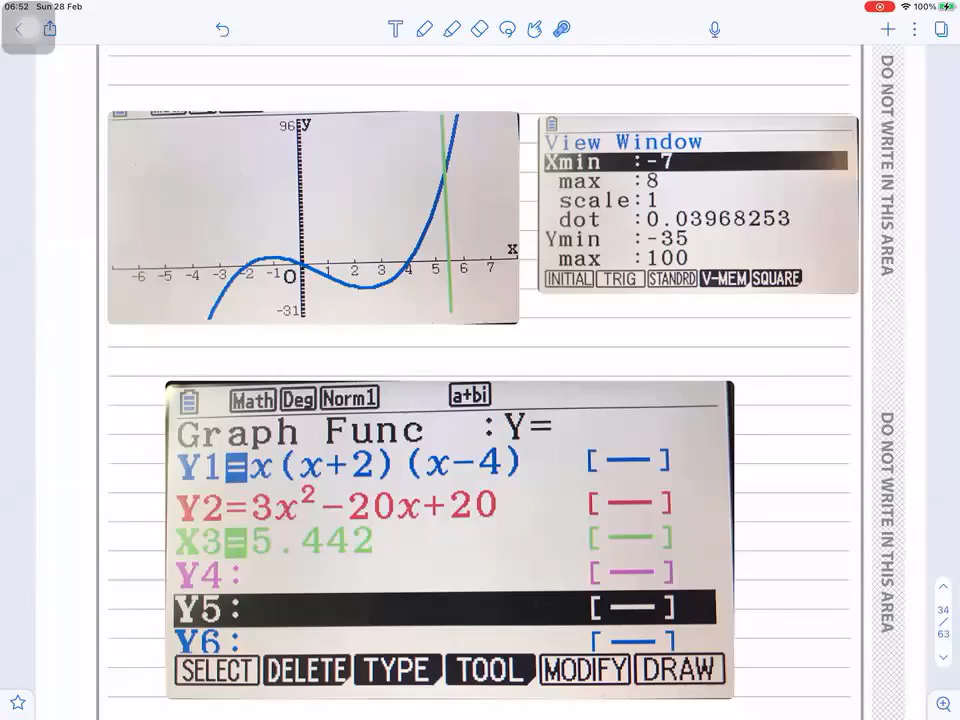 06:52 Sun 28 Feb
100%
96 y
x
-6 -5 -4 -3 -2 -1 O 1 2 3 4 5 6 7
-31
View Window
Xmin :-7
max :8
scale:1
dot :0.03968253
Ymin :-35
max :100
INITIAL TRIG STANDRD V-MEM SQUARE
Math Deg Norm1 a+bi
Graph Func :Y=
Y1=x(x+2)(x-4) [—]
Y2=3x²-20x+20 [—]
X3=5.442 [—]
Y4: [—]
Y5: [—]
Y6: [—]
SELECT DELETE TYPE TOOL MODIFY DRAW
DO NOT WRITE IN THIS AREA
DO NOT WRITE IN THIS AREA
34
/
63